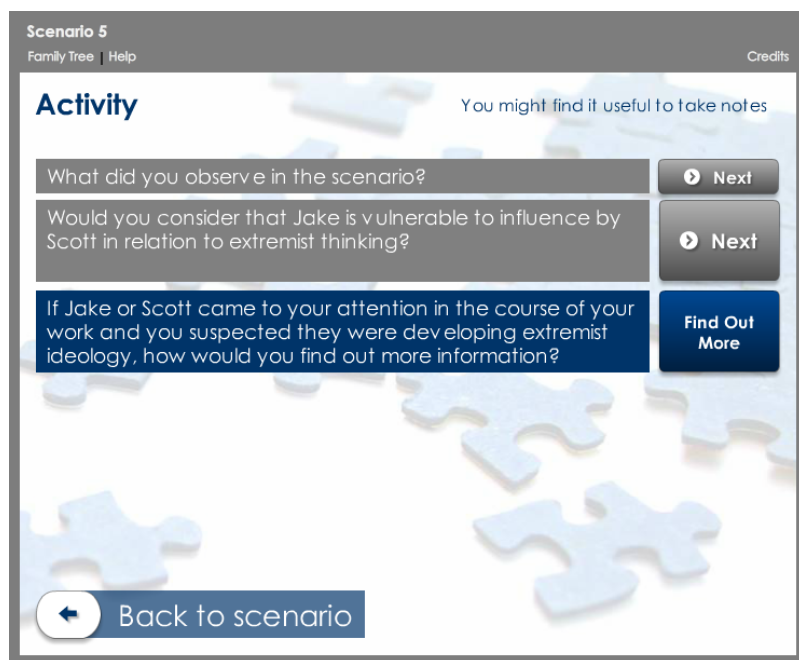 Scenario 5
Family Tree | Help
Credits
Activity
You might find it useful to take notes
What did you observe in the scenario?
Next
Would you consider that Jake is vulnerable to influence by
Scott in relation to extremist thinking?
Next
If Jake or Scott came to your attention in the course of your
work and you suspected they were developing extremist
ideology, how would you find out more information?
Find Out
More
Back to scenario